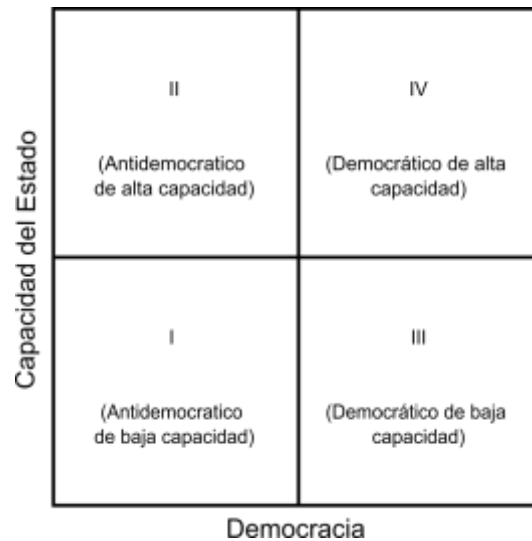 Capacidad del Estado
II
(Antidemocratico
de alta capacidad)
IV
(Democrático de alta
capacidad)
I
(Antidemocratico
de baja capacidad)
III
(Democrático de baja
capacidad)
Democracia